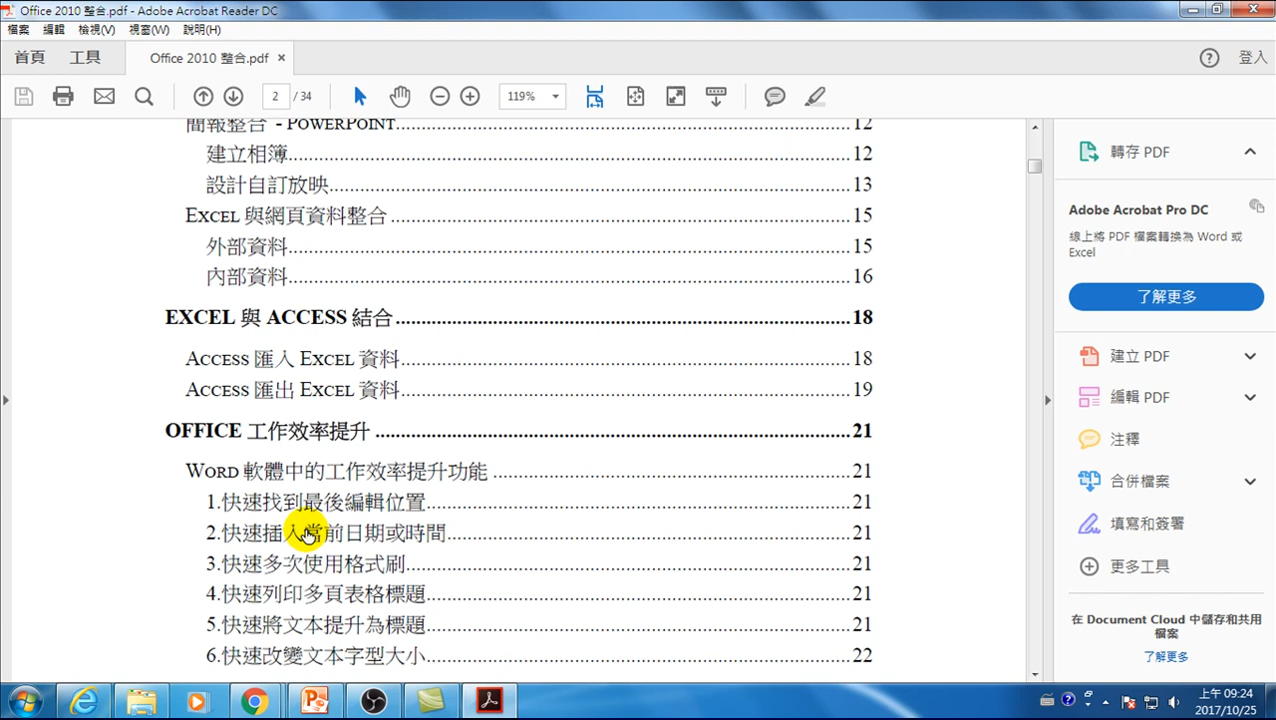 Office 2010 整合.pdf - Adobe Acrobat Reader DC
檔案 編輯 檢視(V) 視窗(W) 說明(H)
首頁 工具 Office 2010 整合.pdf × ? 登入
2 / 34 119%
簡報整合 - POWERPOINT....................12
建立相簿....................12
設計自訂放映....................13
EXCEL 與網頁資料整合....................15
外部資料....................15
內部資料....................16
EXCEL 與 ACCESS 結合....................18
ACCESS 匯入 EXCEL 資料....................18
ACCESS 匯出 EXCEL 資料....................19
OFFICE 工作效率提升....................21
WORD 軟體中的工作效率提升功能....................21
1.快速找到最後編輯位置....................21
2.快速插入當前日期或時間....................21
3.快速多次使用格式刷....................21
4.快速列印多頁表格標題....................21
5.快速將文本提升為標題....................21
6.快速改變文本字型大小....................22
轉存 PDF
Adobe Acrobat Pro DC
線上將 PDF 檔案轉換為 Word 或
Excel
了解更多
建立 PDF
編輯 PDF
注釋
合併檔案
填寫和簽署
更多工具
在 Document Cloud 中儲存和共用
檔案
了解更多
上午 09:24
2017/10/25